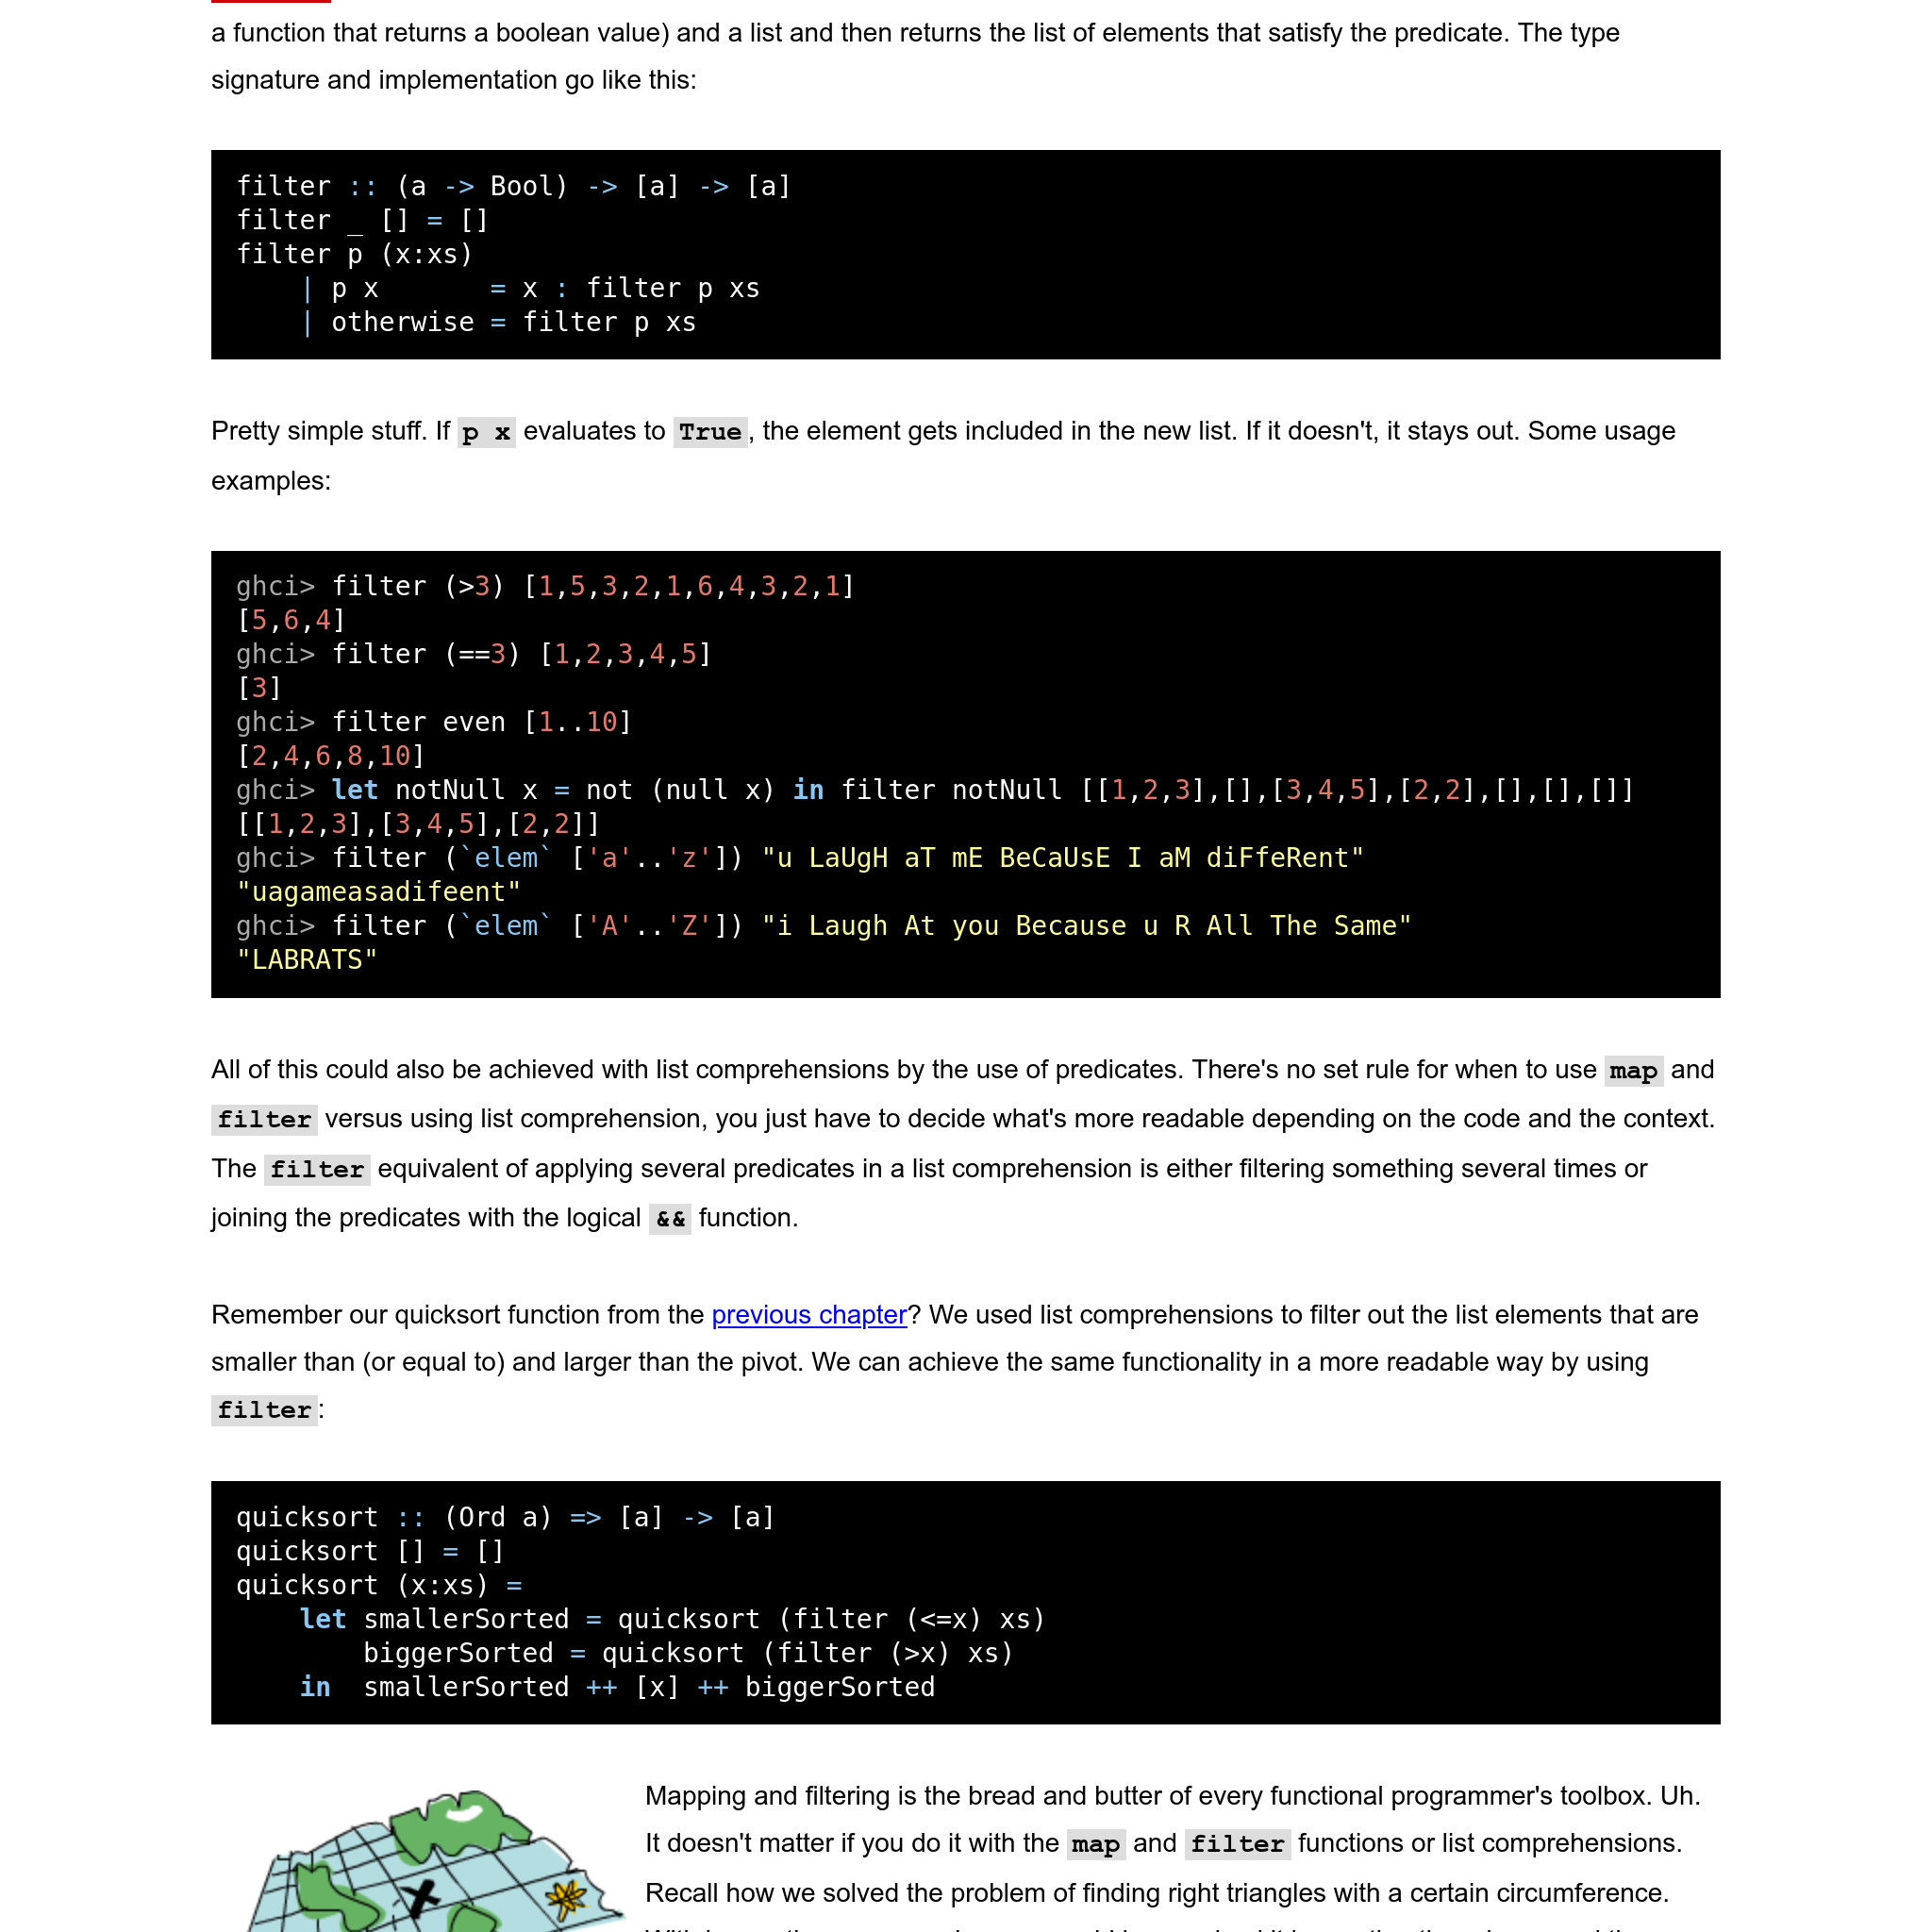 a function that returns a boolean value) and a list and then returns the list of elements that satisfy the predicate. The type
signature and implementation go like this:
filter :: (a -> Bool) -> [a] -> [a]
filter _ [] = []
filter p (x:xs)
    | p x       = x : filter p xs
    | otherwise = filter p xs
Pretty simple stuff. If p x evaluates to True, the element gets included in the new list. If it doesn't, it stays out. Some usage
examples:
ghci> filter (>3) [1,5,3,2,1,6,4,3,2,1]
[5,6,4]
ghci> filter (==3) [1,2,3,4,5]
[3]
ghci> filter even [1..10]
[2,4,6,8,10]
ghci> let notNull x = not (null x) in filter notNull [[1,2,3],[],[3,4,5],[2,2],[],[],[]]
[[1,2,3],[3,4,5],[2,2]]
ghci> filter (`elem` ['a'..'z']) "u LaUgH aT mE BeCaUsE I aM diFfeRent"
"uagameasadifeent"
ghci> filter (`elem` ['A'..'Z']) "i Laugh At you Because u R All The Same"
"LABRATS"
All of this could also be achieved with list comprehensions by the use of predicates. There's no set rule for when to use map and
filter versus using list comprehension, you just have to decide what's more readable depending on the code and the context.
The filter equivalent of applying several predicates in a list comprehension is either filtering something several times or
joining the predicates with the logical && function.
Remember our quicksort function from the previous chapter? We used list comprehensions to filter out the list elements that are
smaller than (or equal to) and larger than the pivot. We can achieve the same functionality in a more readable way by using
filter:
quicksort :: (Ord a) => [a] -> [a]
quicksort [] = []
quicksort (x:xs) =
    let smallerSorted = quicksort (filter (<=x) xs)
        biggerSorted = quicksort (filter (>x) xs)
    in  smallerSorted ++ [x] ++ biggerSorted
Mapping and filtering is the bread and butter of every functional programmer's toolbox. Uh.
It doesn't matter if you do it with the map and filter functions or list comprehensions.
Recall how we solved the problem of finding right triangles with a certain circumference.